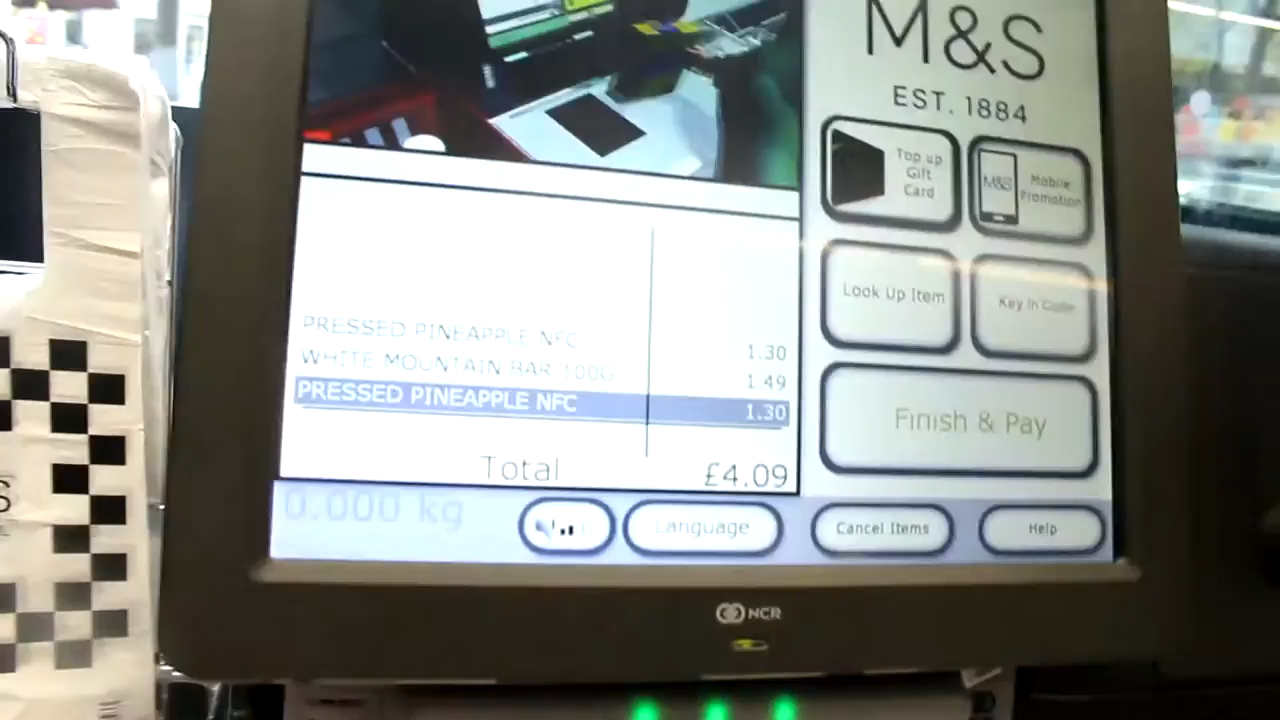 M&S
EST. 1884
Top up
Gift
Card
M&S
Mobile
Promotion
Look Up Item
Key In Code
PRESSED PINEAPPLE NFC 1.30
WHITE MOUNTAIN BAR 100G 1.49
PRESSED PINEAPPLE NFC 1.30
Finish & Pay
Total £4.09
0.000 kg
Language
Cancel Items
Help
NCR